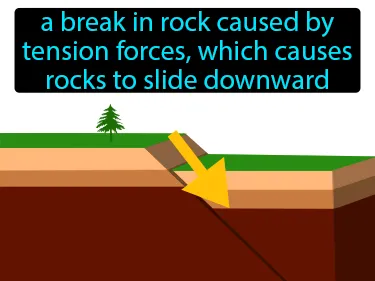 a break in rock caused by
tension forces, which causes
rocks to slide downward